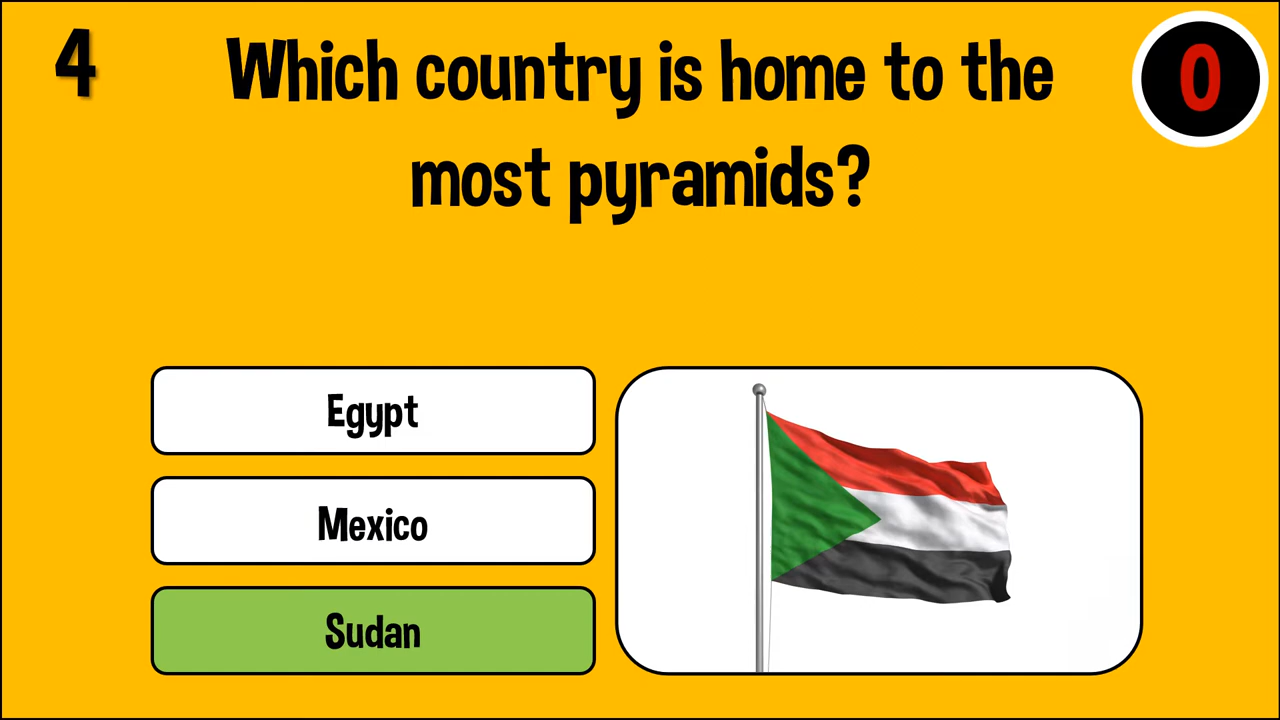 4
Which country is home to the
most pyramids?
0
Egypt
Mexico
Sudan